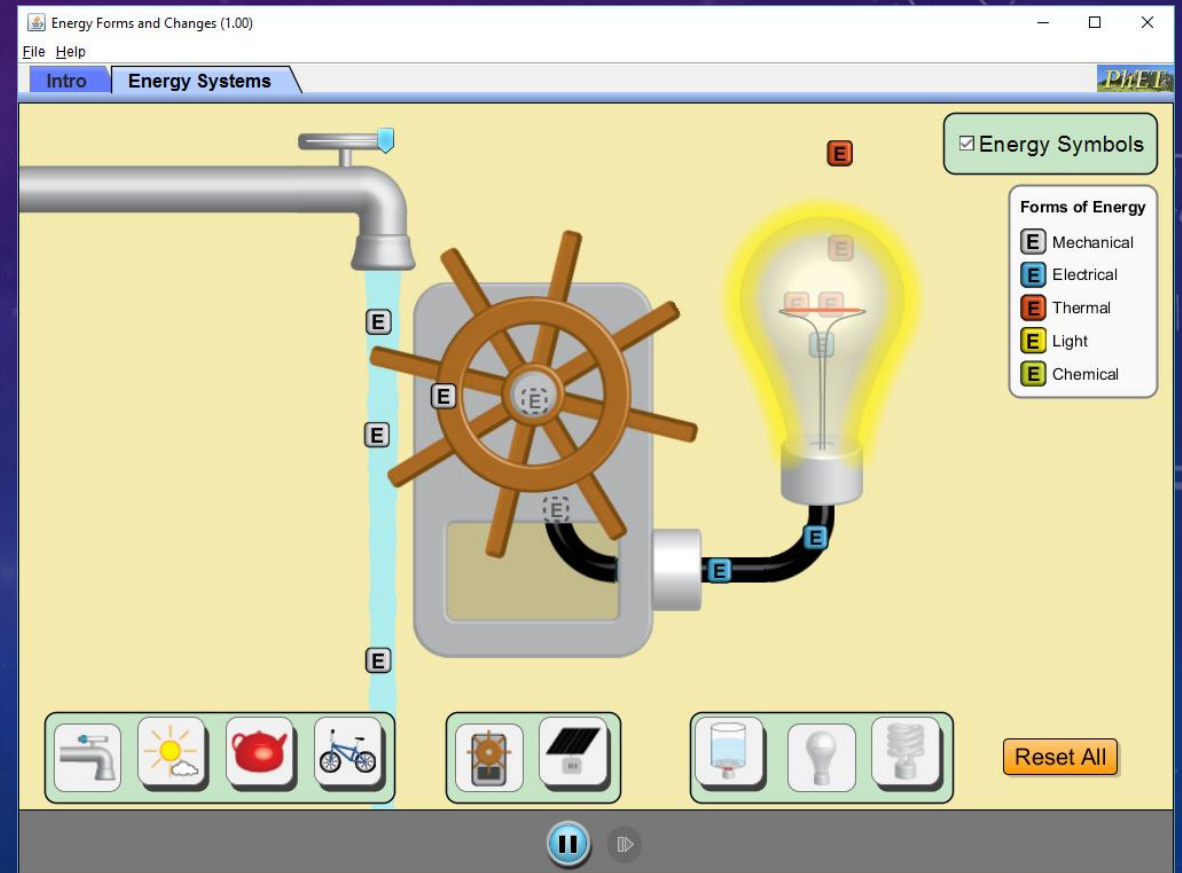 Energy Forms and Changes (1.00)
File Help
Intro
Energy Systems
PhET
Energy Symbols
Forms of Energy
E Mechanical
E Electrical
E Thermal
E Light
E Chemical
E
E
E
E
E
E
E
E
E
E
E
E
E
Reset All